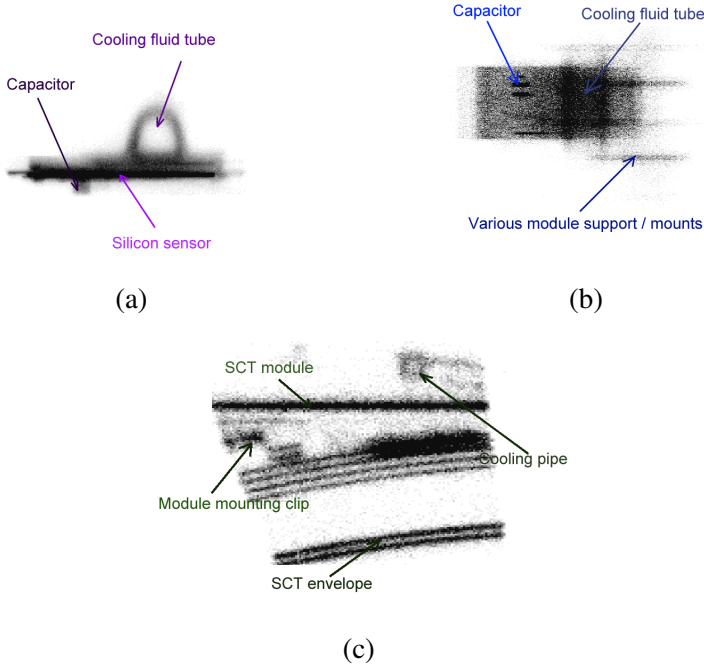 Cooling fluid tube
Capacitor
Silicon sensor
(a)
Capacitor
Cooling fluid tube
Various module support / mounts
(b)
SCT module
Cooling pipe
Module mounting clip
SCT envelope
(c)